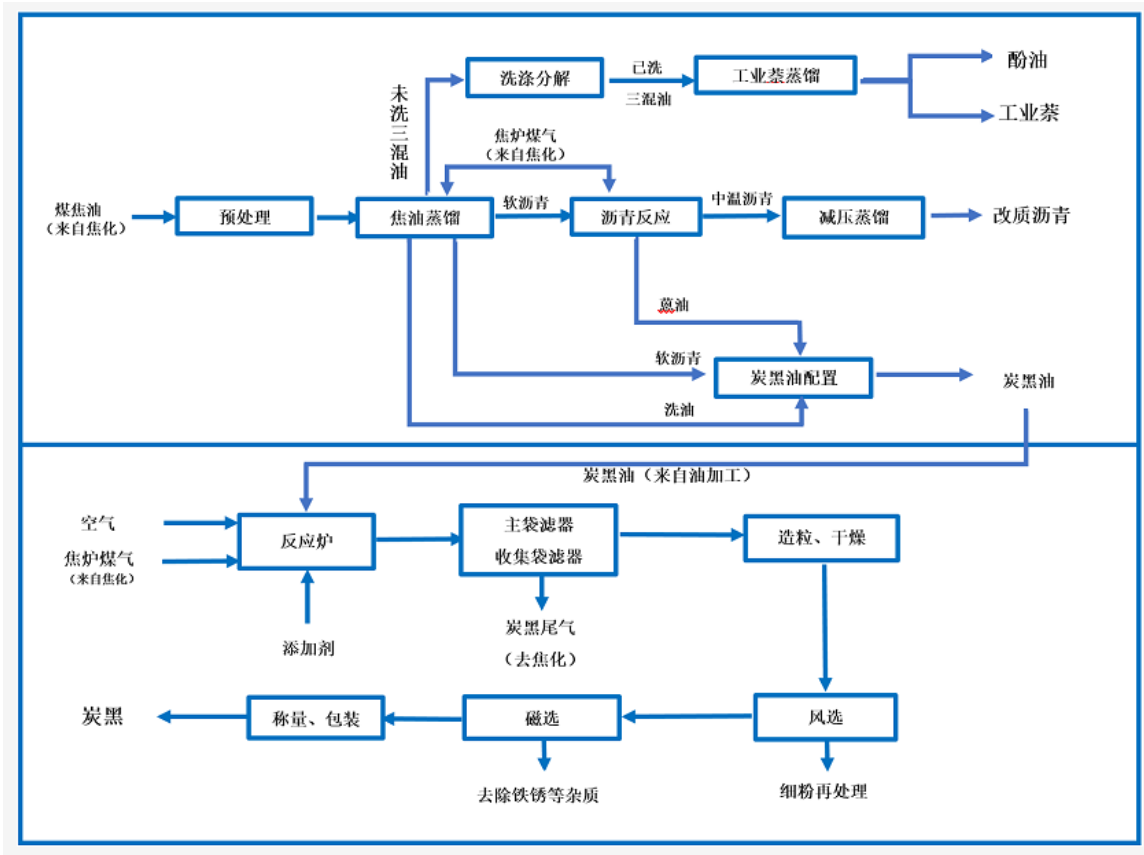 未洗三混油
洗涤分解
已洗
三混油
工业萘蒸馏
酚油
工业萘
焦炉煤气
（来自焦化）
煤焦油
（来自焦化）
预处理
焦油蒸馏
软沥青
沥青反应
中温沥青
减压蒸馏
改质沥青
蒽油
软沥青
炭黑油配置
炭黑油
洗油
炭黑油（来自油加工）
空气
焦炉煤气
（来自焦化）
反应炉
添加剂
主袋滤器
收集袋滤器
炭黑尾气
（去焦化）
造粒、干燥
炭黑
称量、包装
磁选
风选
去除铁锈等杂质
细粉再处理